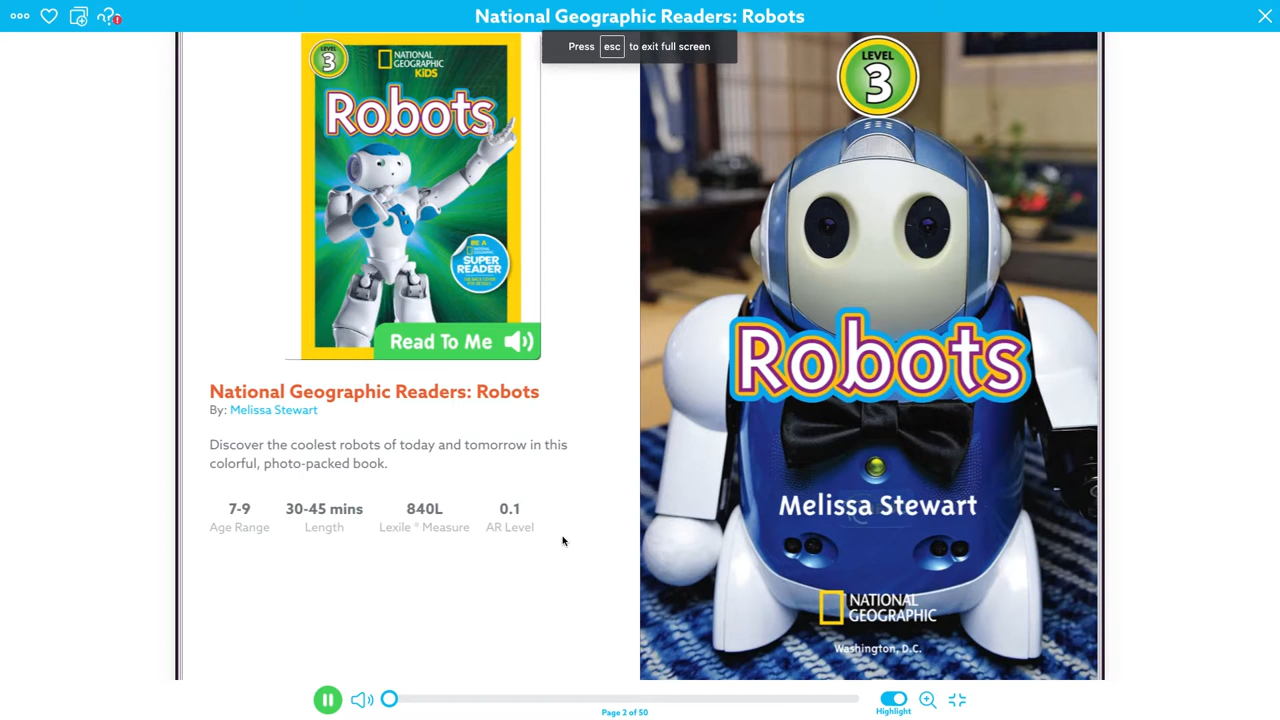 National Geographic Readers: Robots
Press esc to exit full screen
LEVEL
3
NATIONAL
GEOGRAPHIC
KiDS
Robots
BE A
NATIONAL
GEOGRAPHIC
SUPER
READER
Read To Me
National Geographic Readers: Robots
By: Melissa Stewart
Discover the coolest robots of today and tomorrow in this
colorful, photo-packed book.
7-9 30-45 mins 840L 0.1
Age Range Length Lexile ® Measure AR Level
LEVEL
3
Robots
Melissa Stewart
NATIONAL
GEOGRAPHIC
Washington, D.C.
Page 2 of 50
Highlight